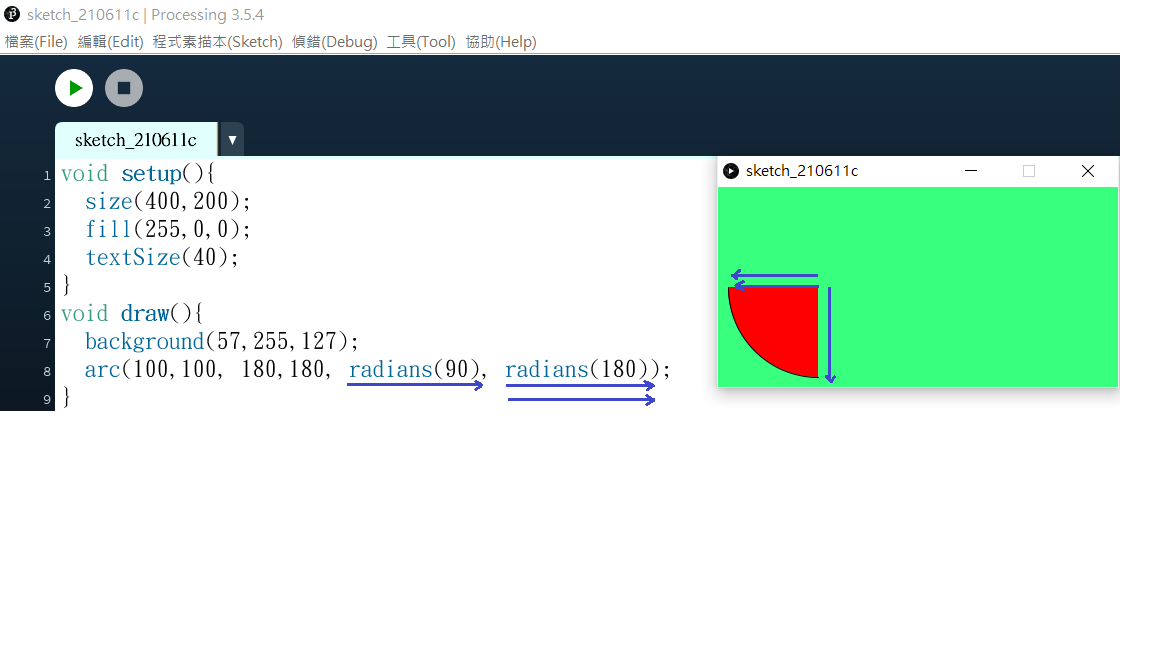 sketch_210611c | Processing 3.5.4
檔案(File) 編輯(Edit) 程式素描本(Sketch) 偵錯(Debug) 工具(Tool) 協助(Help)
sketch_210611c ▼
1 void setup(){
2 size(400,200);
3 fill(255,0,0);
4 textSize(40);
5 }
6 void draw(){
7 background(57,255,127);
8 arc(100,100, 180,180, radians(90), radians(180));
9 }
sketch_210611c